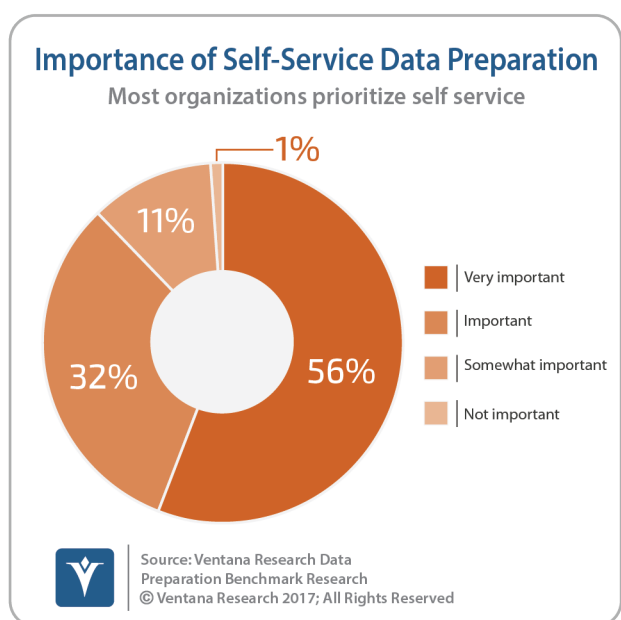 Importance of Self-Service Data Preparation
Most organizations prioritize self service
1%
11%
32%
56%
Very important
Important
Somewhat important
Not important
Source: Ventana Research Data
Preparation Benchmark Research
© Ventana Research 2017; All Rights Reserved